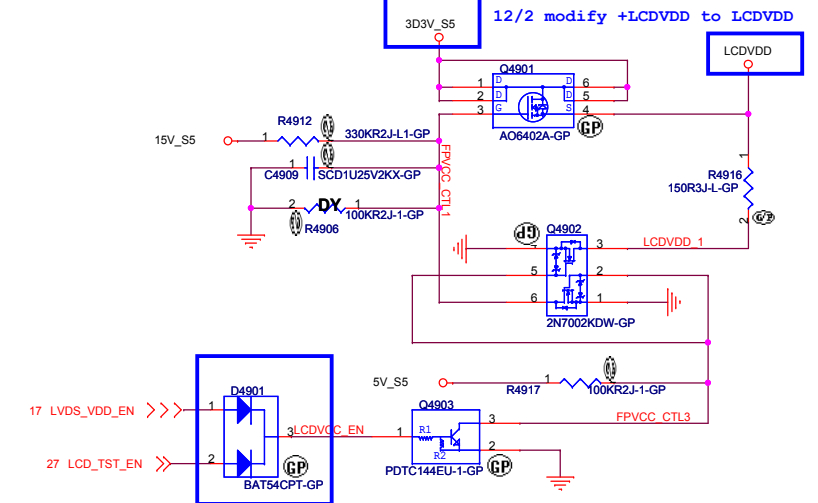 12/2 modify +LCDVDD to LCDVDD
3D3V_S5
LCDVDD
Q4901
1 D D 6
2 D D 5
3 G S 4
AO6402A-GP
GP
R4912
15V_S5
1
330KR2J-L1-GP
1
C4909
SCD1U25V2KX-GP
FPVCC_CTL1
2 DY 1
100KR2J-1-GP
R4906
1
R4916
150R3J-L-GP
2
GP
Q4902
3
LCDVDD_1
5 2
6 1
2N7002KDW-GP
5V_S5
1
R4917
100KR2J-1-GP
D4901
17 LVDS_VDD_EN
1
3
LCDVCC_EN
27 LCD_TST_EN
2
GP
BAT54CPT-GP
Q4903
3
FPVCC_CTL3
1
R1
R2
2
PDTC144EU-1-GP
GP